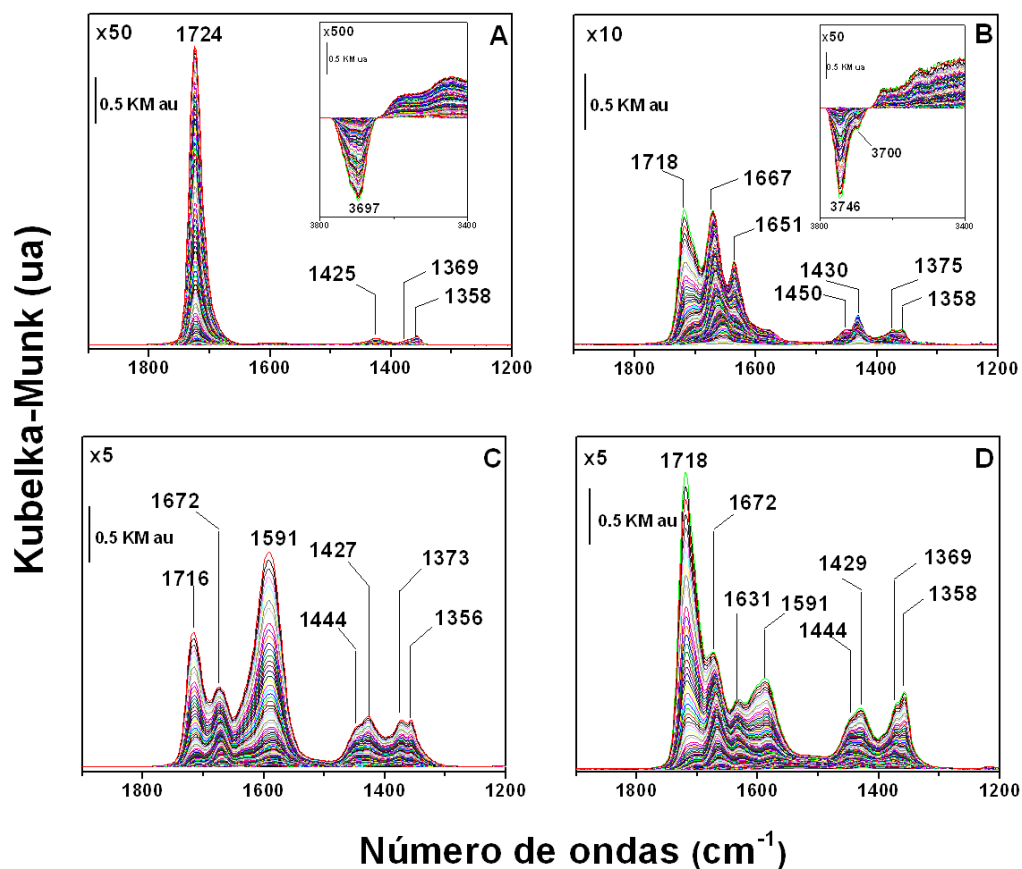 Kubelka-Munk (ua)
x50
1724
A
0.5 KM au
x500
0.5 KM ua
3697
3800
3400
1425
1369
1358
1800
1600
1400
1200
x10
B
0.5 KM au
x50
0.5 KM ua
3700
3746
3800
3400
1718
1667
1651
1430
1375
1450
1358
1800
1600
1400
1200
x5
C
0.5 KM au
1672
1591
1716
1427
1373
1444
1356
1800
1600
1400
1200
x5
1718
D
0.5 KM au
1672
1429
1369
1631
1591
1358
1444
1800
1600
1400
1200
Número de ondas (cm⁻¹)